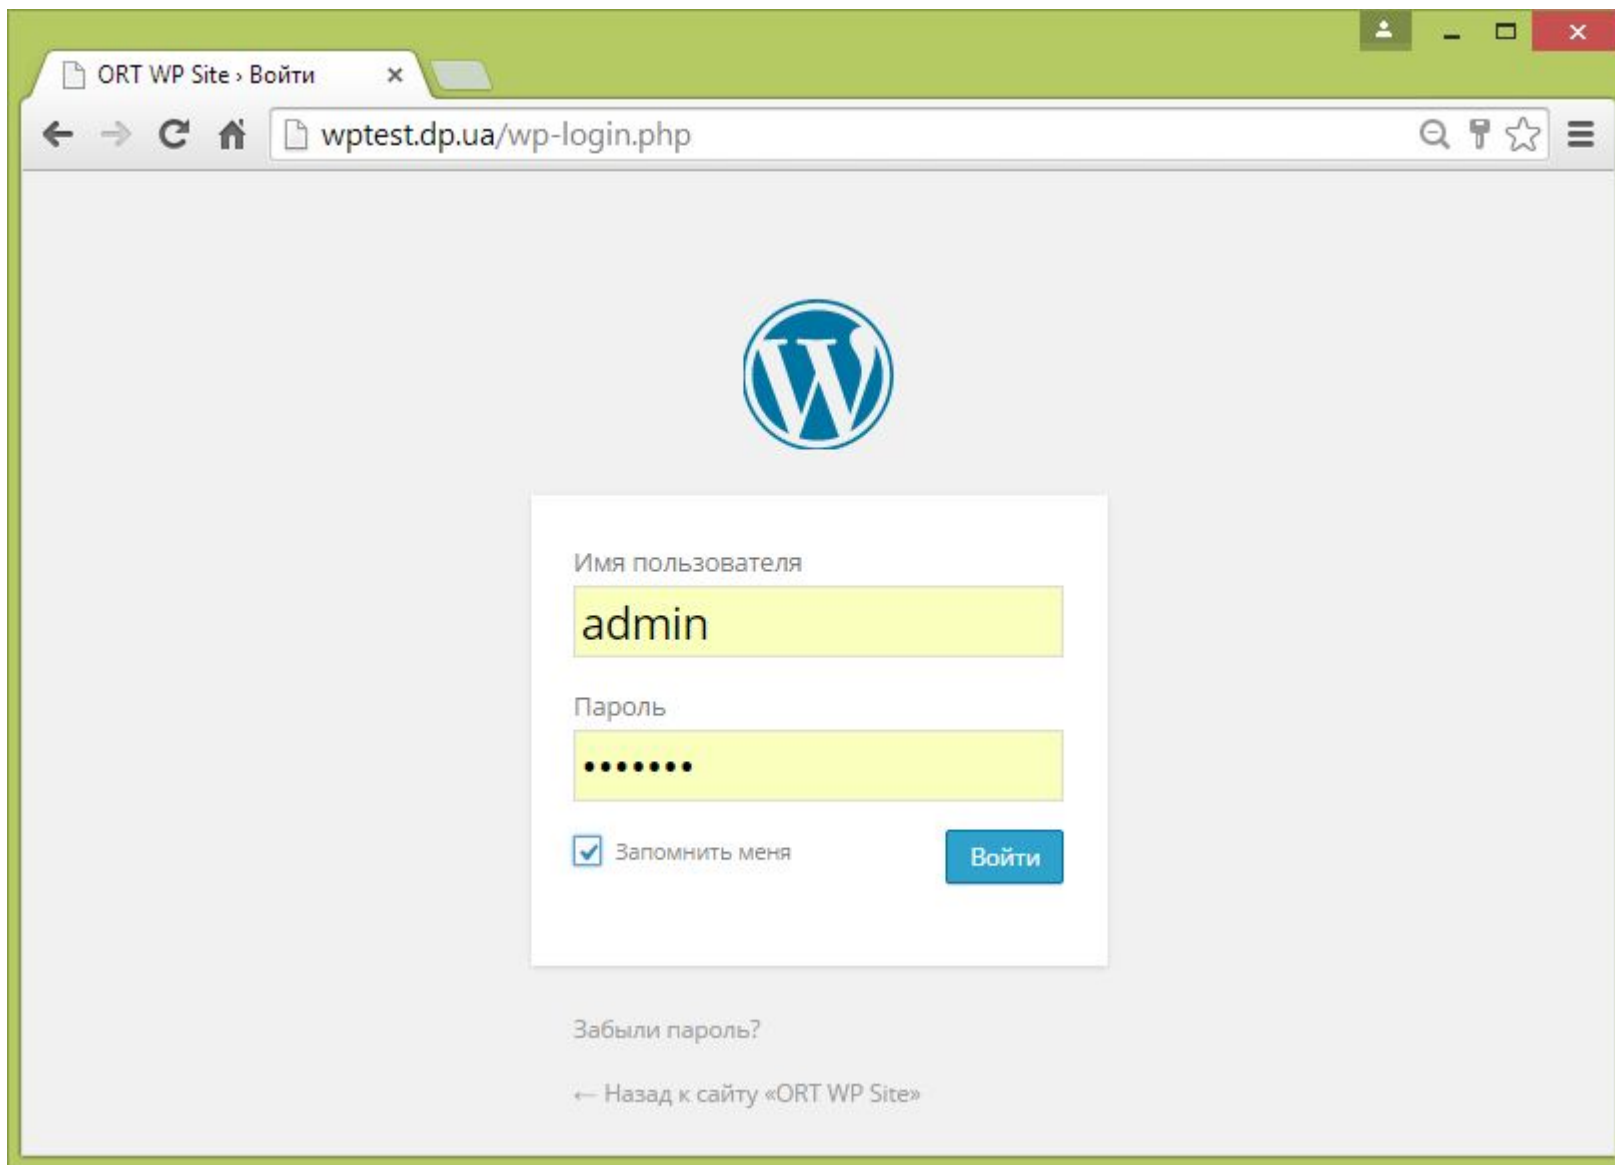 ORT WP Site › Войти
wptest.dp.ua/wp-login.php
Имя пользователя
admin
Пароль
•••••••
Запомнить меня
Войти
Забыли пароль?
← Назад к сайту «ORT WP Site»